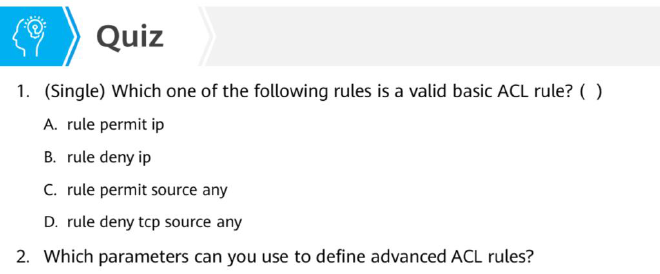 Quiz
1. (Single) Which one of the following rules is a valid basic ACL rule? ( )
A. rule permit ip
B. rule deny ip
C. rule permit source any
D. rule deny tcp source any
2. Which parameters can you use to define advanced ACL rules?